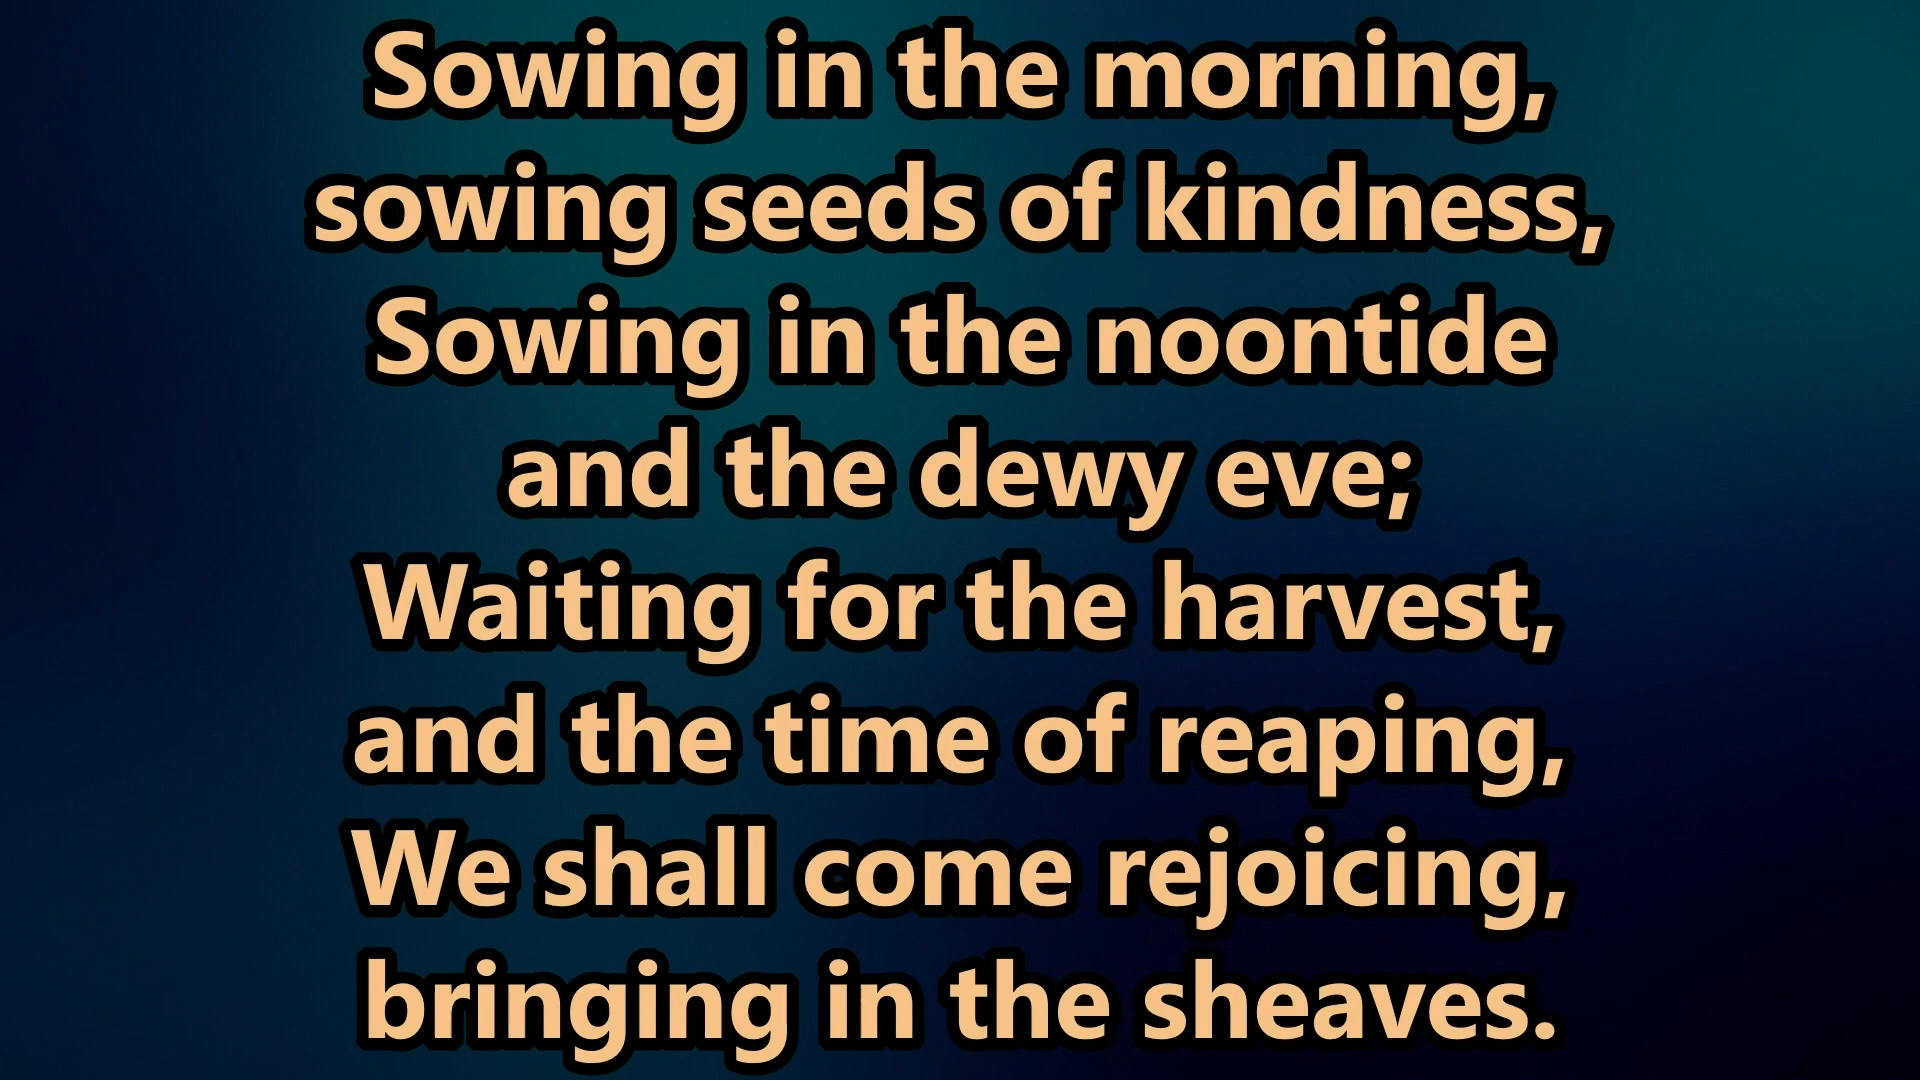 Sowing in the morning,
sowing seeds of kindness,
Sowing in the noontide
and the dewy eve;
Waiting for the harvest,
and the time of reaping,
We shall come rejoicing,
bringing in the sheaves.